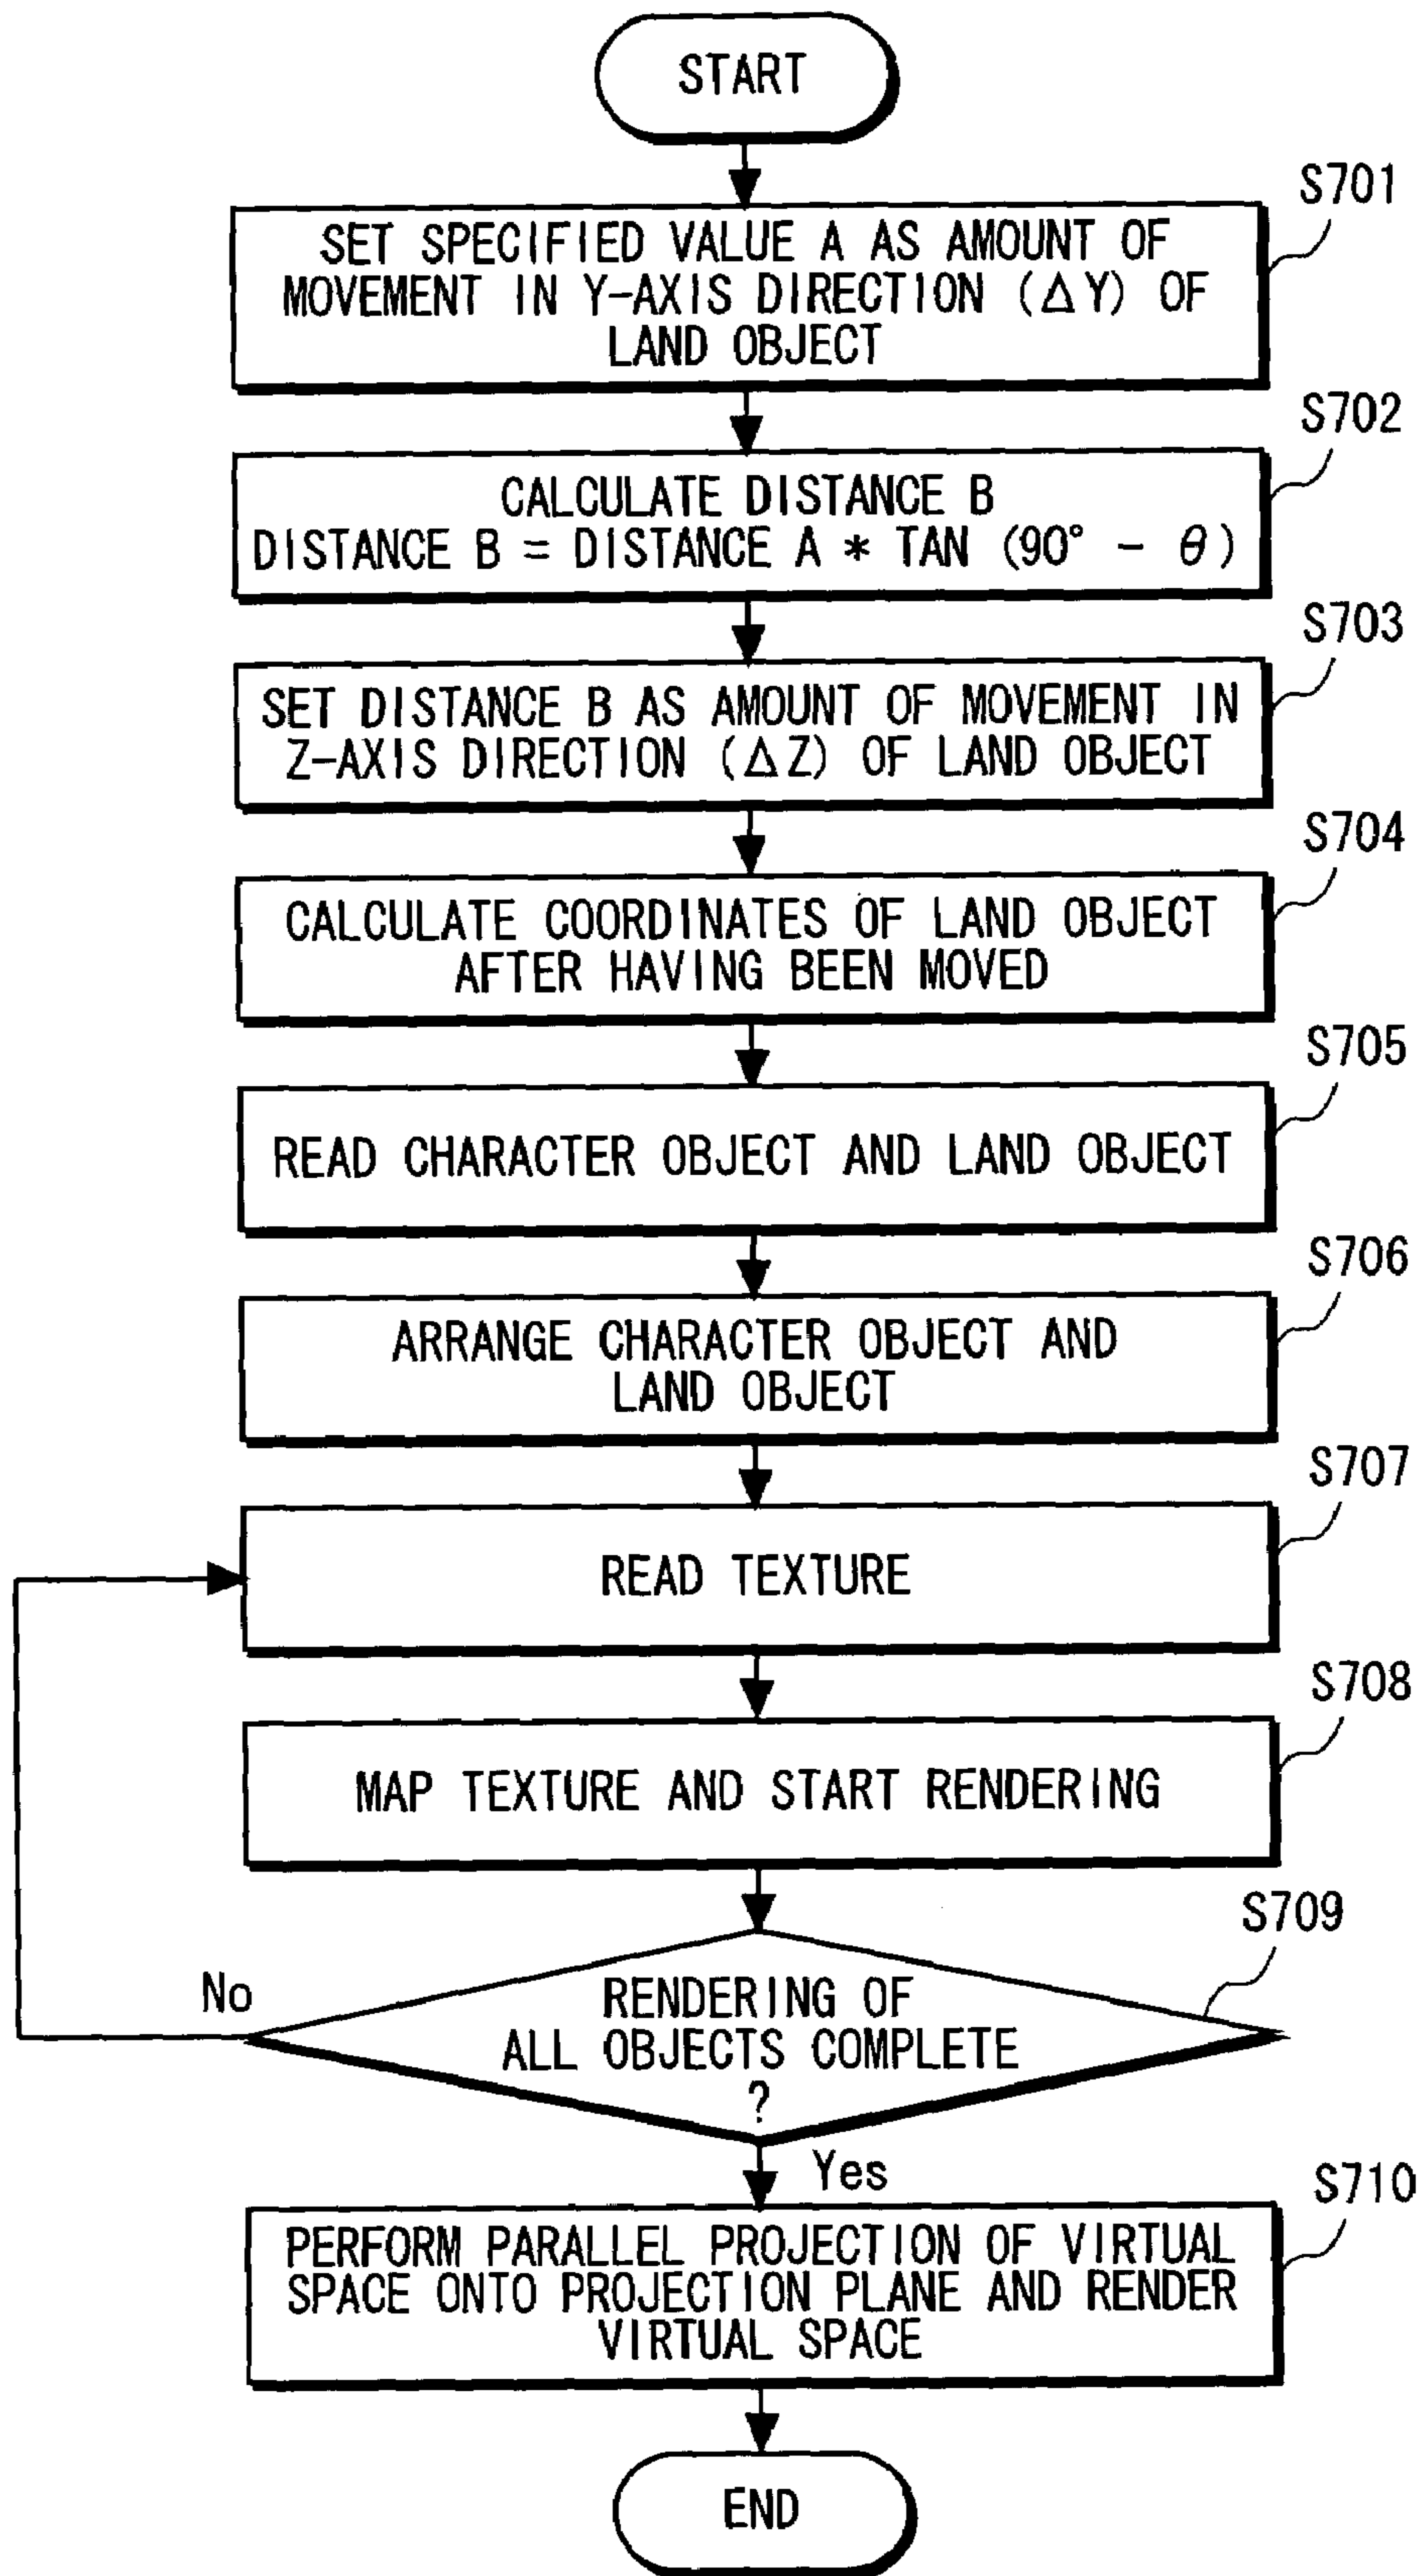 START
S701
SET SPECIFIED VALUE A AS AMOUNT OF
MOVEMENT IN Y-AXIS DIRECTION (ΔY) OF
LAND OBJECT
S702
CALCULATE DISTANCE B
DISTANCE B = DISTANCE A * TAN (90° - θ)
S703
SET DISTANCE B AS AMOUNT OF MOVEMENT IN
Z-AXIS DIRECTION (ΔZ) OF LAND OBJECT
S704
CALCULATE COORDINATES OF LAND OBJECT
AFTER HAVING BEEN MOVED
S705
READ CHARACTER OBJECT AND LAND OBJECT
S706
ARRANGE CHARACTER OBJECT AND
LAND OBJECT
S707
READ TEXTURE
S708
MAP TEXTURE AND START RENDERING
S709
No
RENDERING OF
ALL OBJECTS COMPLETE
?
Yes
S710
PERFORM PARALLEL PROJECTION OF VIRTUAL
SPACE ONTO PROJECTION PLANE AND RENDER
VIRTUAL SPACE
END